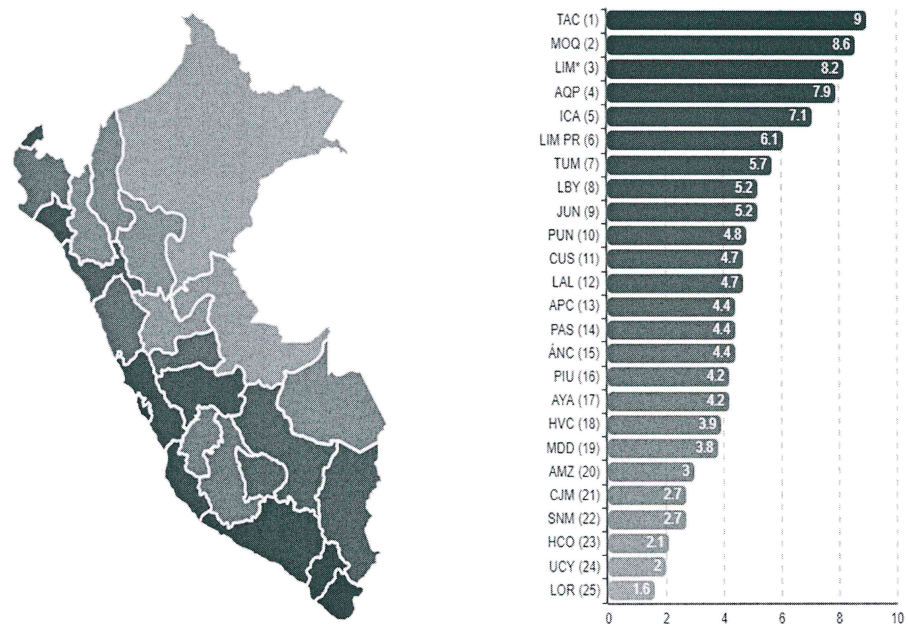 TAC (1) 9
MOQ (2) 8.6
LIM* (3) 8.2
AQP (4) 7.9
ICA (5) 7.1
LIM PR (6) 6.1
TUM (7) 5.7
LBY (8) 5.2
JUN (9) 5.2
PUN (10) 4.8
CUS (11) 4.7
LAL (12) 4.7
APC (13) 4.4
PAS (14) 4.4
ÁNC (15) 4.4
PIU (16) 4.2
AYA (17) 4.2
HVC (18) 3.9
MDD (19) 3.8
AMZ (20) 3
CJM (21) 2.7
SNM (22) 2.7
HCO (23) 2.1
UCY (24) 2
LOR (25) 1.6
0 2 4 6 8 10